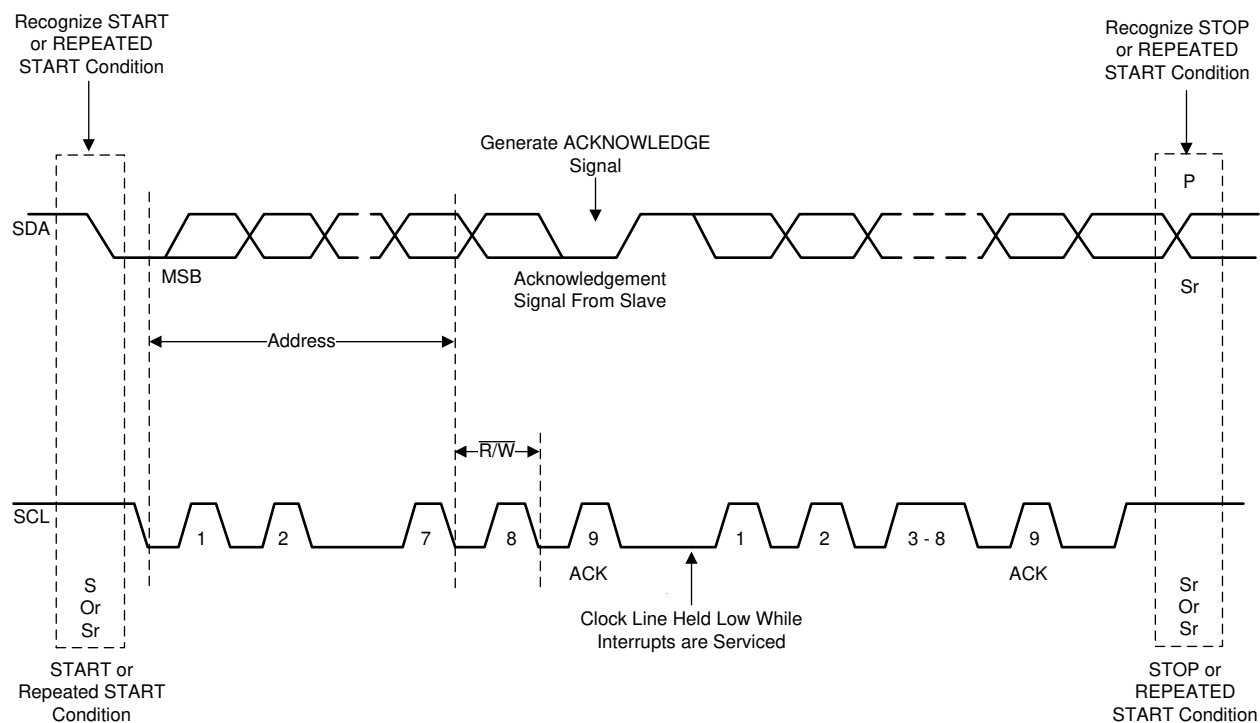 Recognize START
or REPEATED
START Condition
Recognize STOP
or REPEATED
START Condition
Generate ACKNOWLEDGE
Signal
P
SDA
MSB
Acknowledgement
Signal From Slave
Sr
Address
R/W
SCL
1
2
7
8
9
1
2
3 - 8
9
ACK
ACK
S
Or
Sr
Clock Line Held Low While
Interrupts are Serviced
Sr
Or
Sr
START or
Repeated START
Condition
STOP or
REPEATED
START Condition